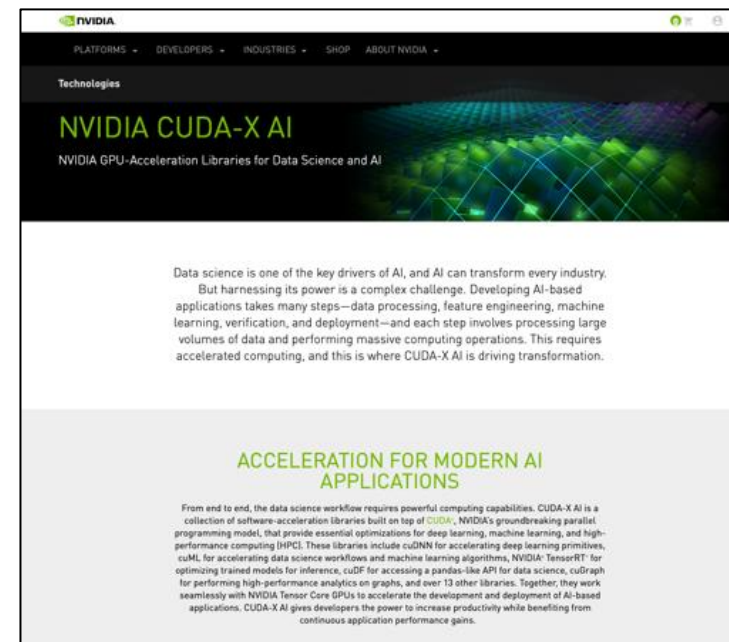 NVIDIA.
PLATFORMS DEVELOPERS INDUSTRIES SHOP ABOUT NVIDIA
Technologies
NVIDIA CUDA-X AI
NVIDIA GPU-Acceleration Libraries for Data Science and AI
Data science is one of the key drivers of AI, and AI can transform every industry.
But harnessing its power is a complex challenge. Developing AI-based
applications takes many steps—data processing, feature engineering, machine
learning, verification, and deployment—and each step involves processing large
volumes of data and performing massive computing operations. This requires
accelerated computing, and this is where CUDA-X AI is driving transformation.
ACCELERATION FOR MODERN AI
APPLICATIONS
From end to end, the data science workflow requires powerful computing capabilities. CUDA-X AI is a
collection of software-acceleration libraries built on top of CUDA®, NVIDIA's groundbreaking parallel
programming model, that provide essential optimizations for deep learning, machine learning, and high-
performance computing (HPC). These libraries include cuDNN for accelerating deep learning primitives,
cuML for accelerating data science workflows and machine learning algorithms, NVIDIA® TensorRT™ for
optimizing trained models for inference, cuDF for accessing a pandas-like API for data science, cuGraph
for performing high-performance analytics on graphs, and over 13 other libraries. Together, they work
seamlessly with NVIDIA Tensor Core GPUs to accelerate the development and deployment of AI-based
applications. CUDA-X AI gives developers the power to increase productivity while benefiting from
continuous application performance gains.